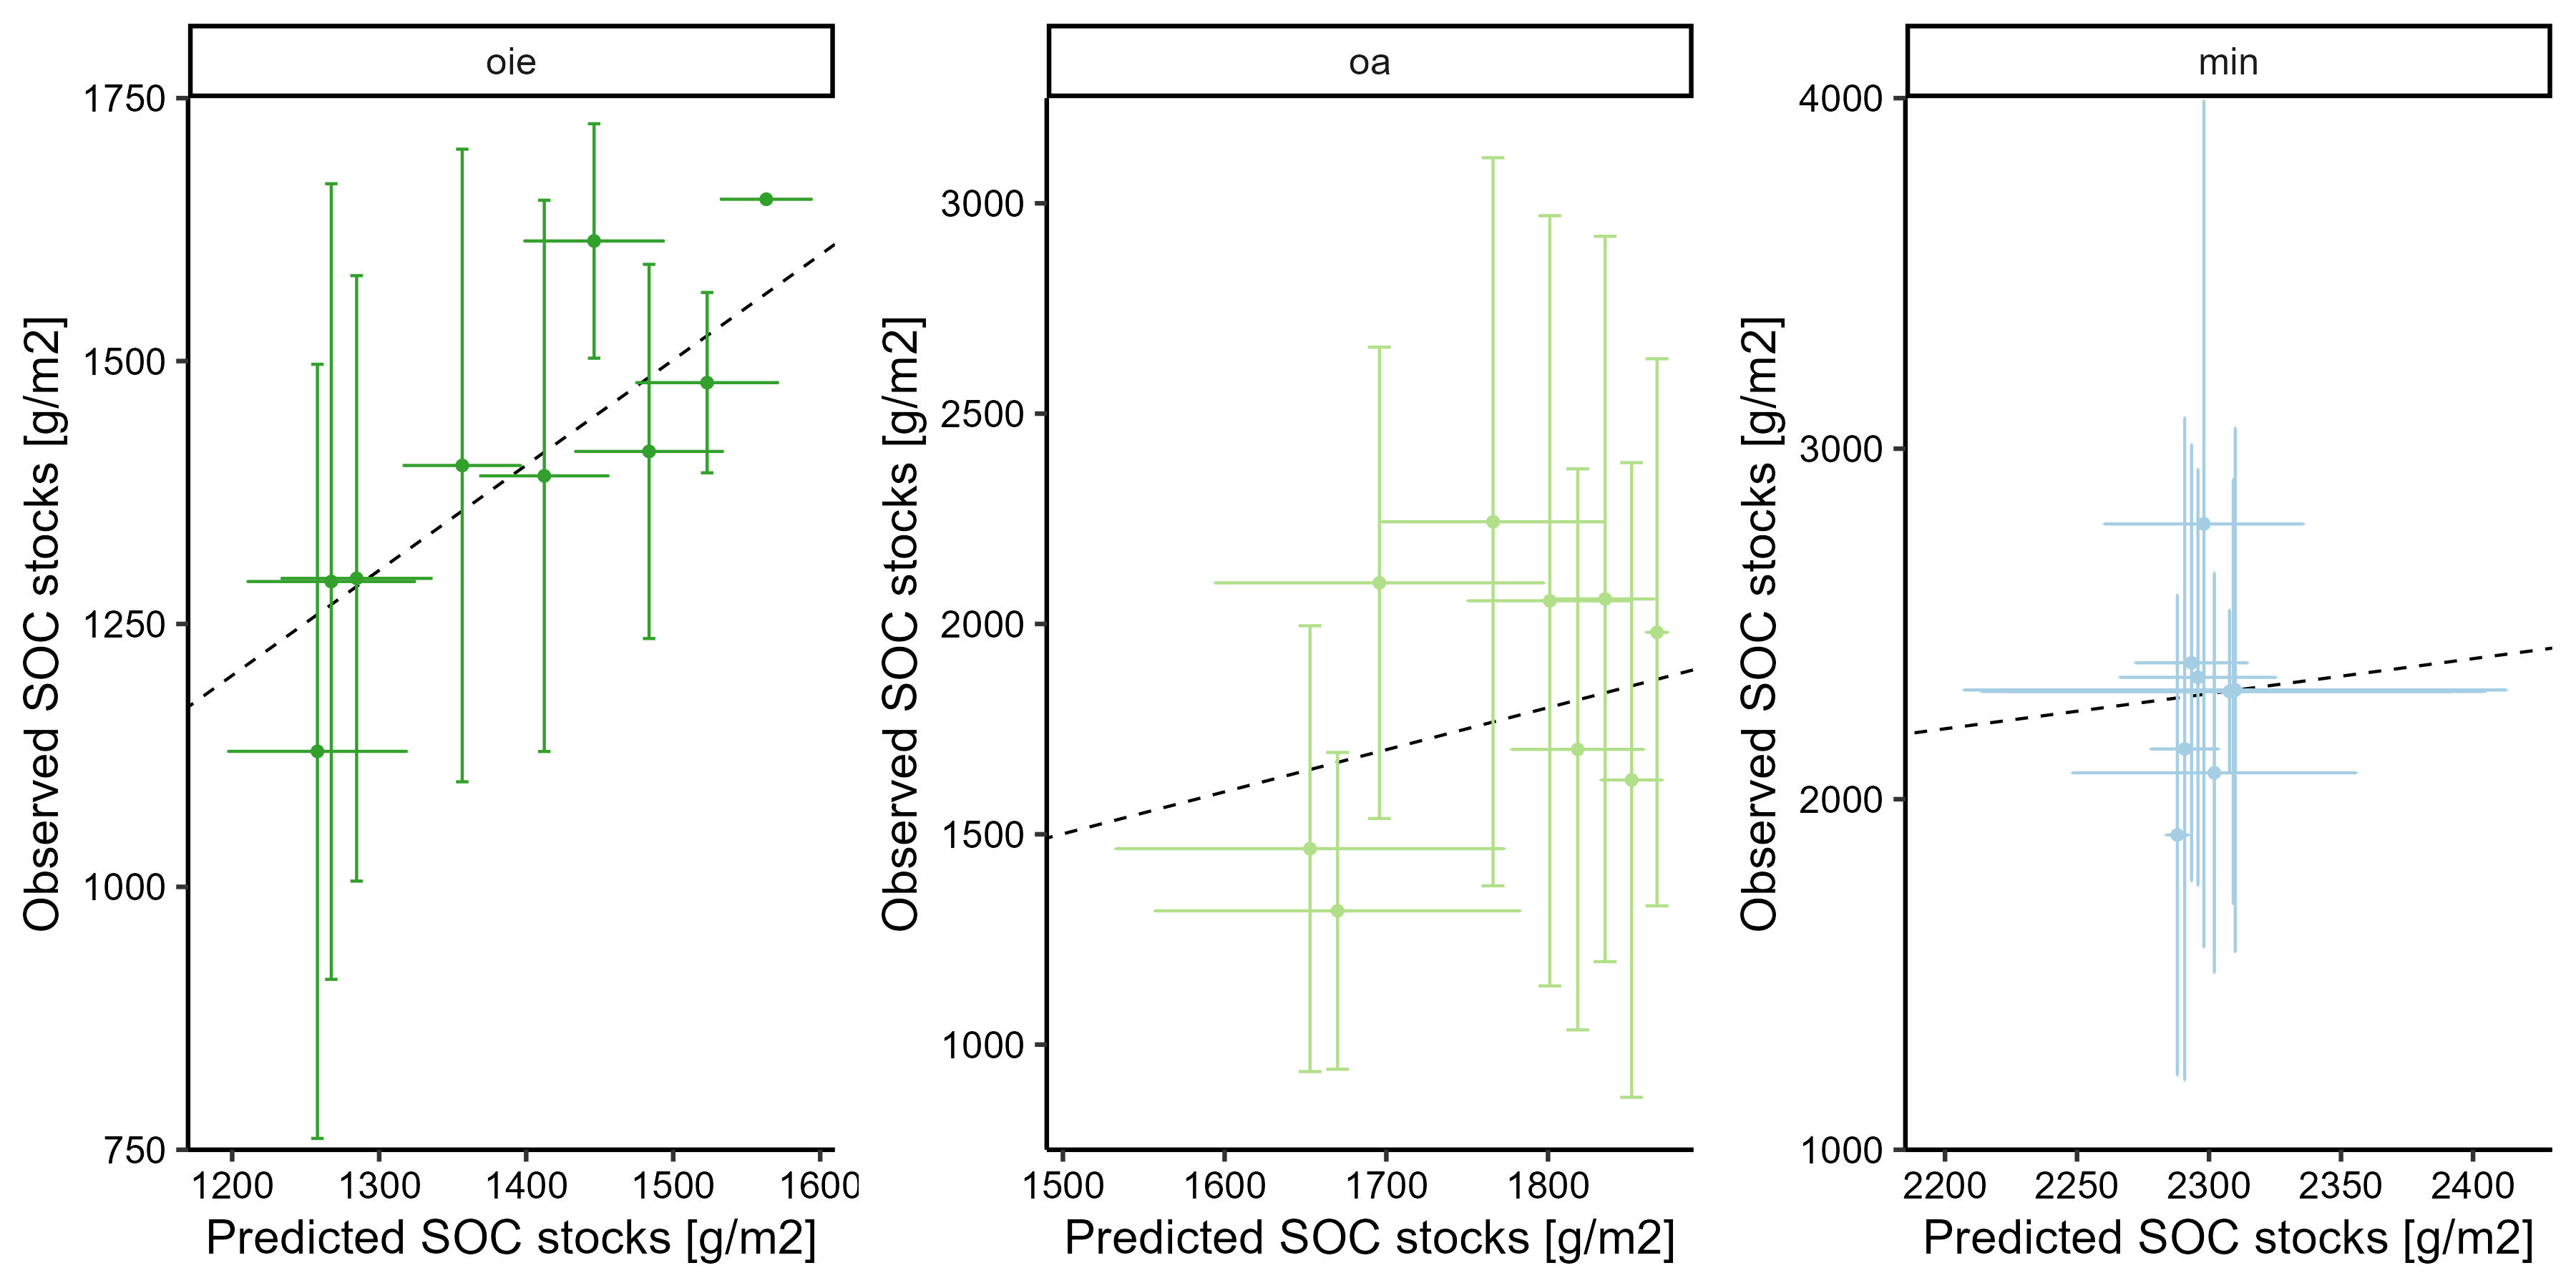 oie
oa
min
1750
1500
1250
1000
750
Observed SOC stocks [g/m2]
1200 1300 1400 1500 1600
Predicted SOC stocks [g/m2]
3000
2500
2000
1500
1000
Observed SOC stocks [g/m2]
1500 1600 1700 1800
Predicted SOC stocks [g/m2]
4000
3000
2000
1000
Observed SOC stocks [g/m2]
2200 2250 2300 2350 2400
Predicted SOC stocks [g/m2]